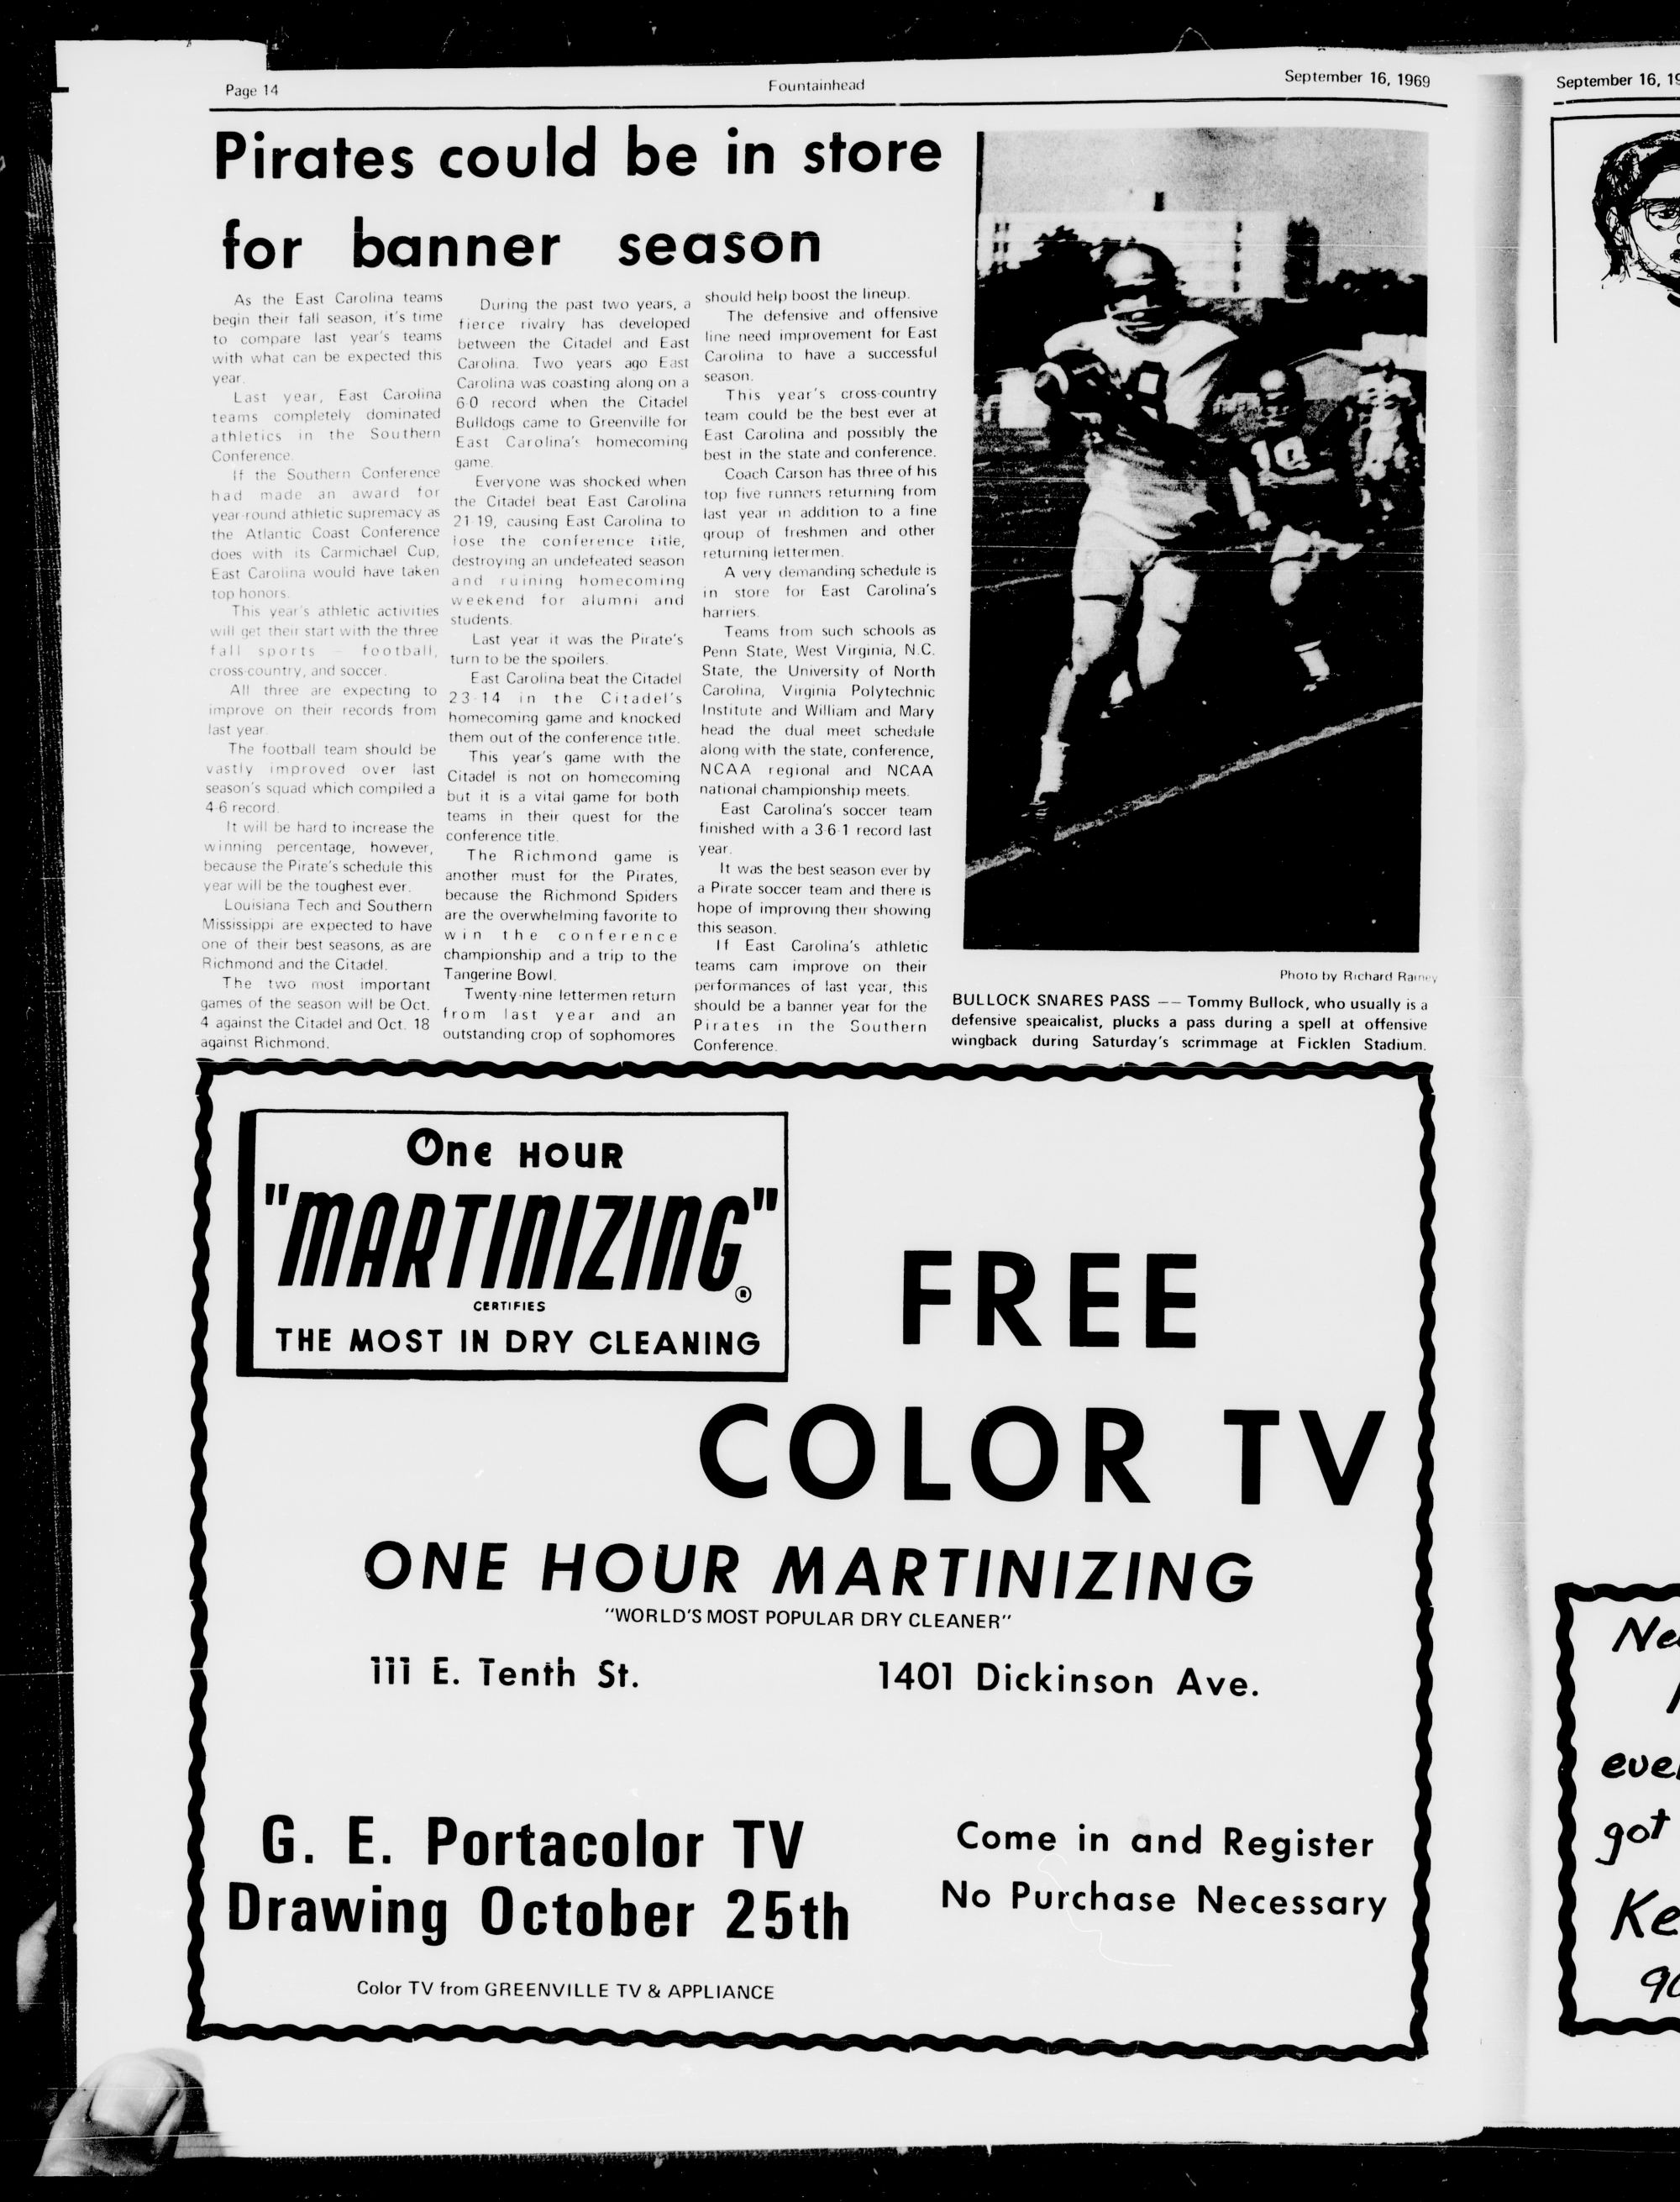 Page 14
Fountainhead
September 16, 1969
Pirates could be in store
for banner season
As the East Carolina teams
begin their fall season, it's time
to compare last year's teams
with what can be expected this
year.
Last year, East Carolina
teams completely dominated
athletics in the Southern
Conference.
If the Southern Conference
had made an award for
year-round athletic supremacy as
the Atlantic Coast Conference
does with its Carmichael Cup,
East Carolina would have taken
top honors.
This year's athletic activities
will get their start with the three
fall sports – football,
cross-country, and soccer.
All three are expecting to
improve on their records from
last year.
The football team should be
vastly improved over last
season's squad which compiled a
4-6 record.
It will be hard to increase the
winning percentage, however,
because the Pirate's schedule this
year will be the toughest ever.
Louisiana Tech and Southern
Mississippi are expected to have
one of their best seasons, as are
Richmond and the Citadel.
The two most important
games of the season will be Oct.
4 against the Citadel and Oct. 18
against Richmond.
During the past two years, a
fierce rivalry has developed
between the Citadel and East
Carolina. Two years ago East
Carolina was coasting along on a
6-0 record when the Citadel
Bulldogs came to Greenville for
East Carolina's homecoming
game.
Everyone was shocked when
the Citadel beat East Carolina
21-19, causing East Carolina to
lose the conference title,
destroying an undefeated season
and ruining homecoming
weekend for alumni and
students.
Last year it was the Pirate's
turn to be the spoilers.
East Carolina beat the Citadel
23-14 in the Citadel's
homecoming game and knocked
them out of the conference title.
This year's game with the
Citadel is not on homecoming
but it is a vital game for both
teams in their quest for the
conference title.
The Richmond game is
another must for the Pirates,
because the Richmond Spiders
are the overwhelming favorite to
win the conference
championship and a trip to the
Tangerine Bowl.
Twenty-nine lettermen return
from last year and an
outstanding crop of sophomores
should help boost the lineup.
The defensive and offensive
line need improvement for East
Carolina to have a successful
season.
This year's cross-country
team could be the best ever at
East Carolina and possibly the
best in the state and conference.
Coach Carson has three of his
top five runners returning from
last year in addition to a fine
group of freshmen and other
returning lettermen.
A very demanding schedule is
in store for East Carolina's
harriers.
Teams from such schools as
Penn State, West Virginia, N.C.
State, the University of North
Carolina, Virginia Polytechnic
Institute and William and Mary
head the dual meet schedule
along with the state, conference,
NCAA regional and NCAA
national championship meets.
East Carolina's soccer team
finished with a 3-6-1 record last
year.
It was the best season ever by
a Pirate soccer team and there is
hope of improving their showing
this season.
If East Carolina's athletic
teams cam improve on their
performances of last year, this
should be a banner year for the
Pirates in the Southern
Conference.
10
Photo by Richard Rainey
BULLOCK SNARES PASS –– Tommy Bullock, who usually is a
defensive speaicalist, plucks a pass during a spell at offensive
wingback during Saturday's scrimmage at Ficklen Stadium.
One HOUR
"MARTINIZING"®
CERTIFIES
THE MOST IN DRY CLEANING
FREE
COLOR TV
ONE HOUR MARTINIZING
"WORLD'S MOST POPULAR DRY CLEANER"
111 E. Tenth St.
1401 Dickinson Ave.
G. E. Portacolor TV
Drawing October 25th
Come in and Register
No Purchase Necessary
Color TV from GREENVILLE TV & APPLIANCE
September 16, 19
Ne
eve
got
Ke